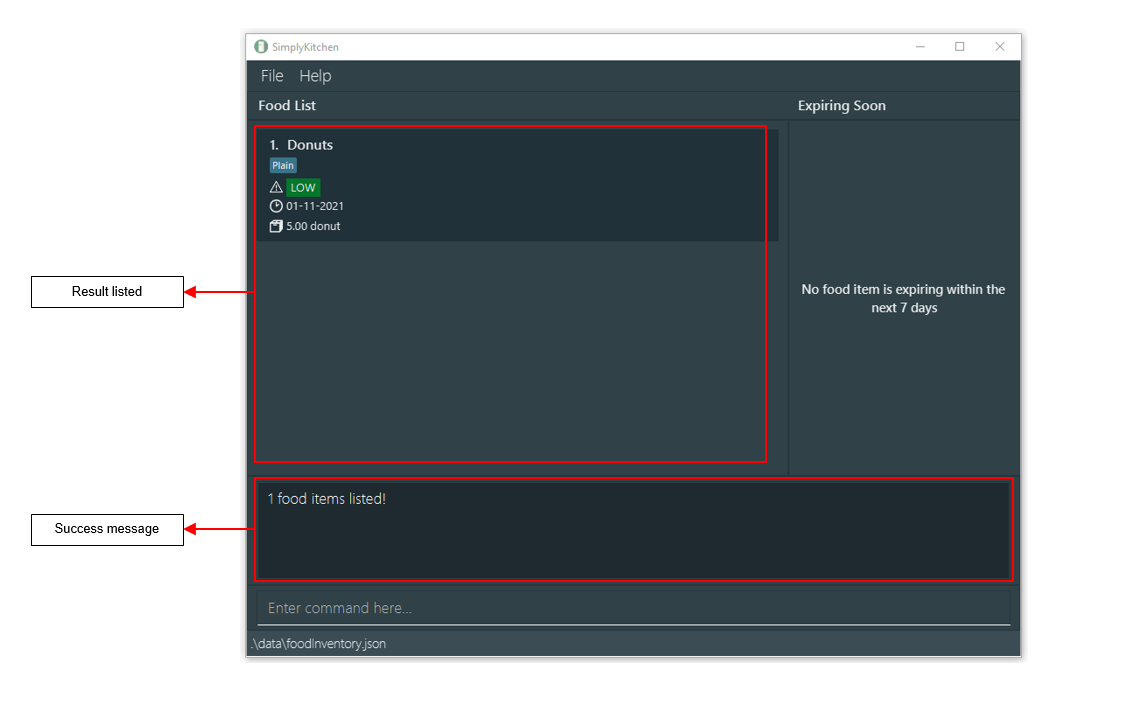 SimplyKitchen
File Help
Food List
Expiring Soon
1. Donuts
Plain
LOW
01-11-2021
5.00 donut
Result listed
No food item is expiring within the
next 7 days
1 food items listed!
Success message
Enter command here...
.\data\foodInventory.json